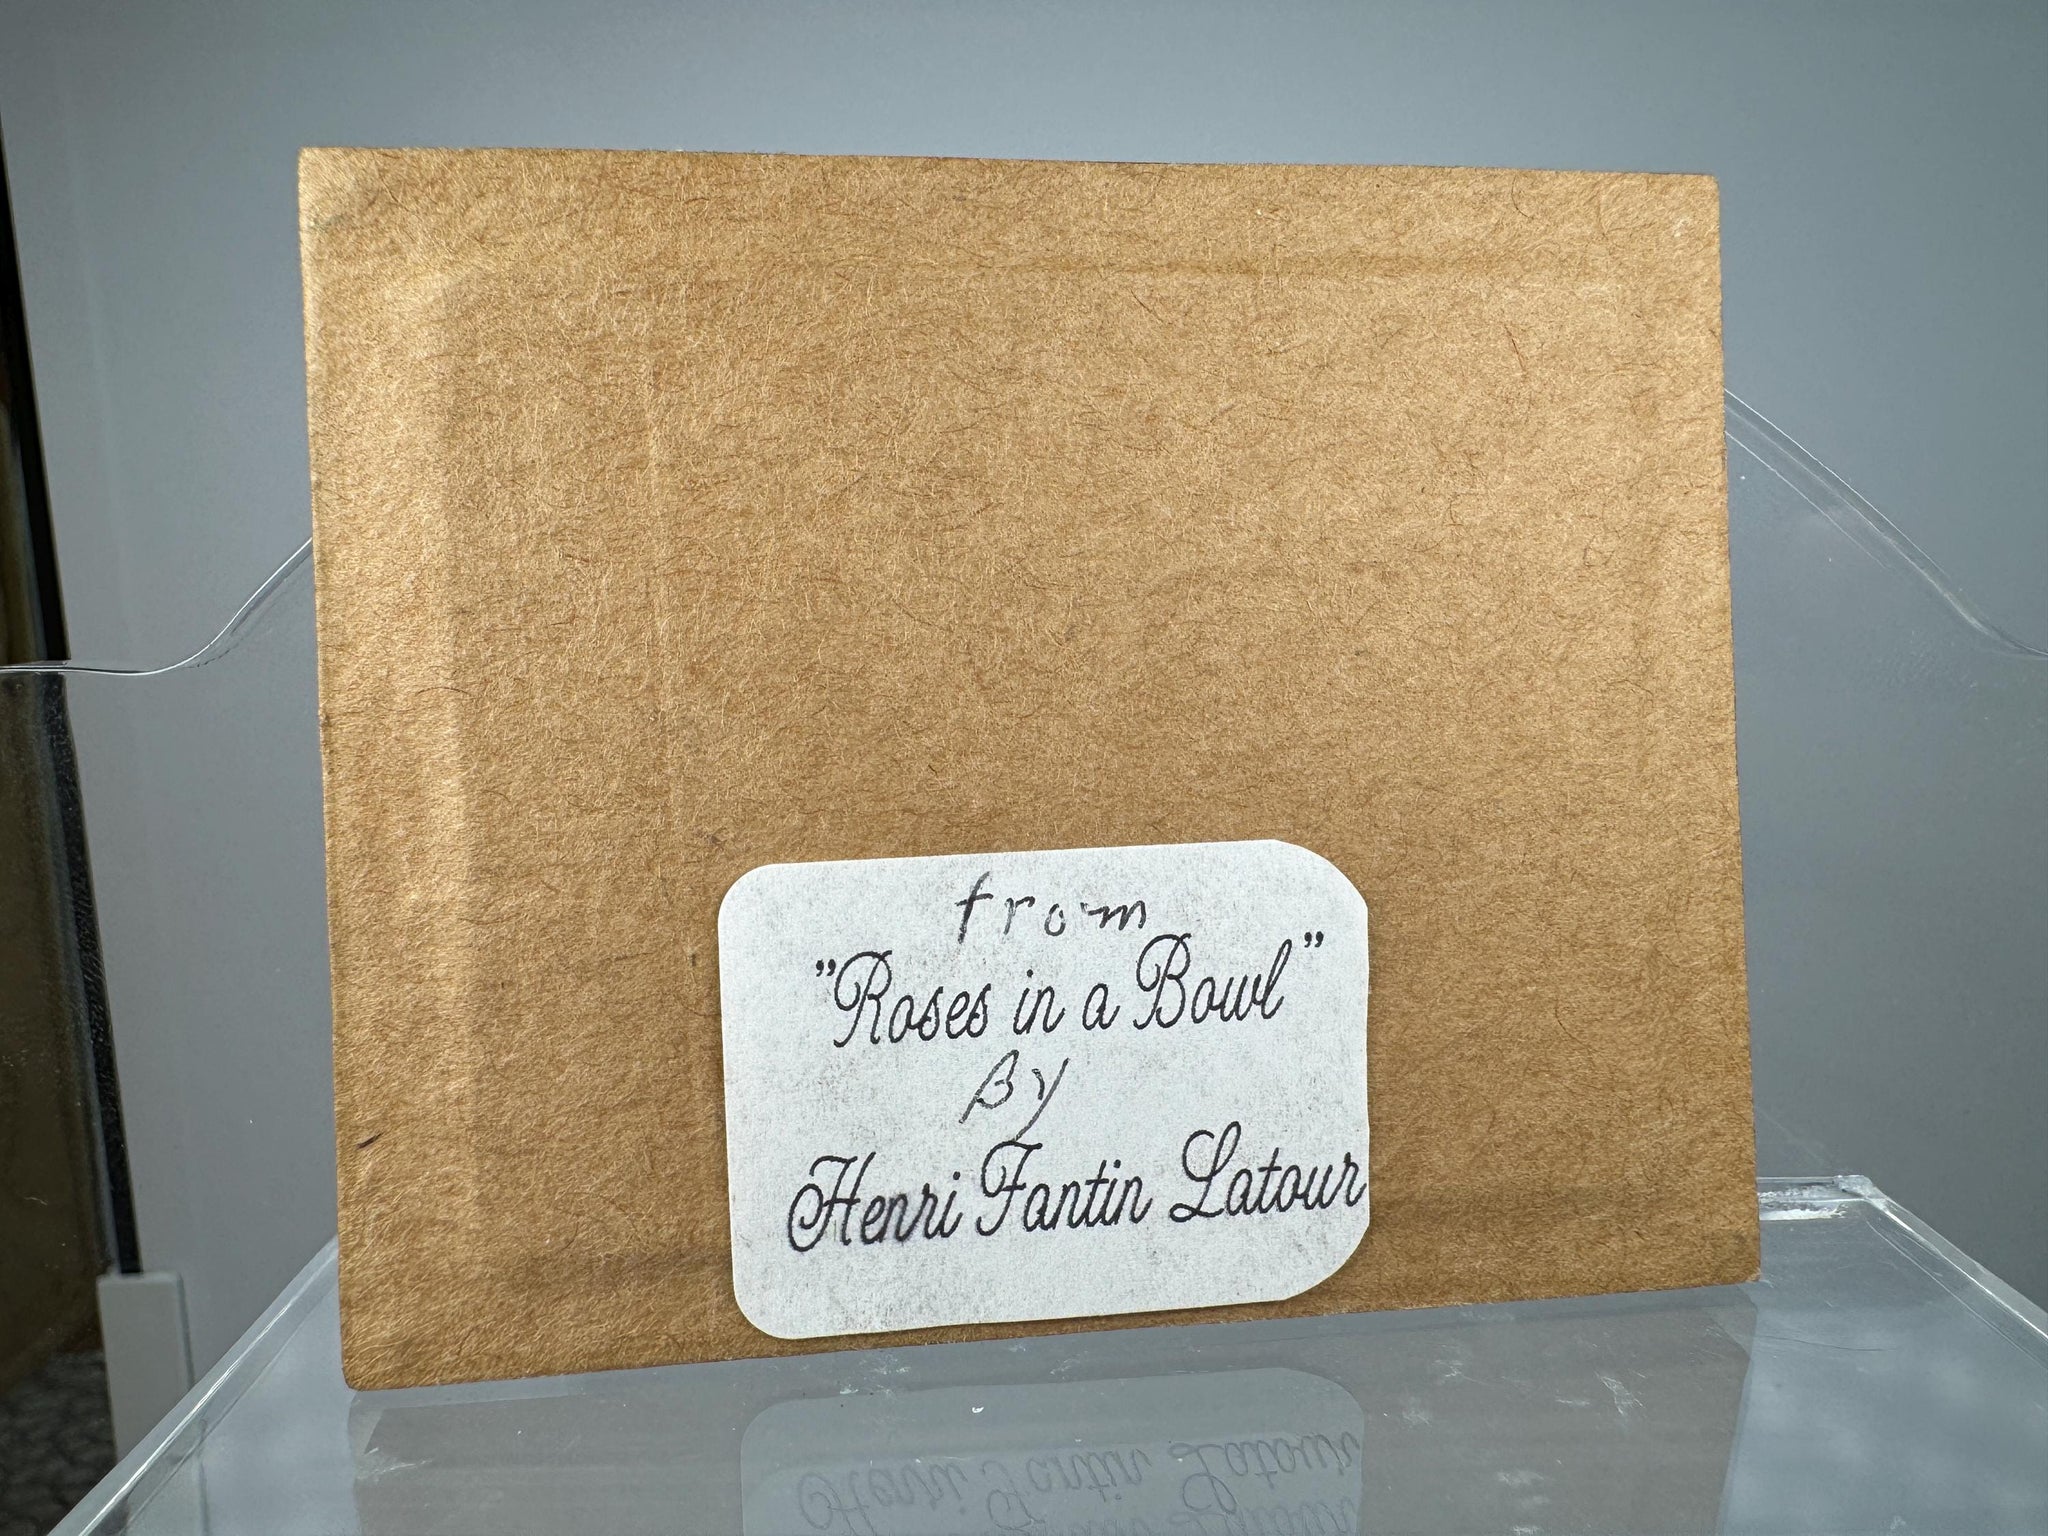 from
"Roses in a Bowl"
By
Henri Fantin Latour